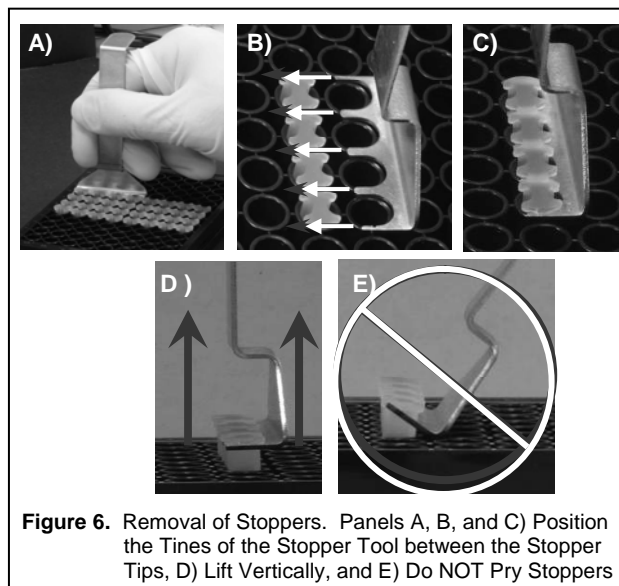 A)
B)
C)
D )
E)
Figure 6. Removal of Stoppers. Panels A, B, and C) Position
the Tines of the Stopper Tool between the Stopper
Tips, D) Lift Vertically, and E) Do NOT Pry Stoppers